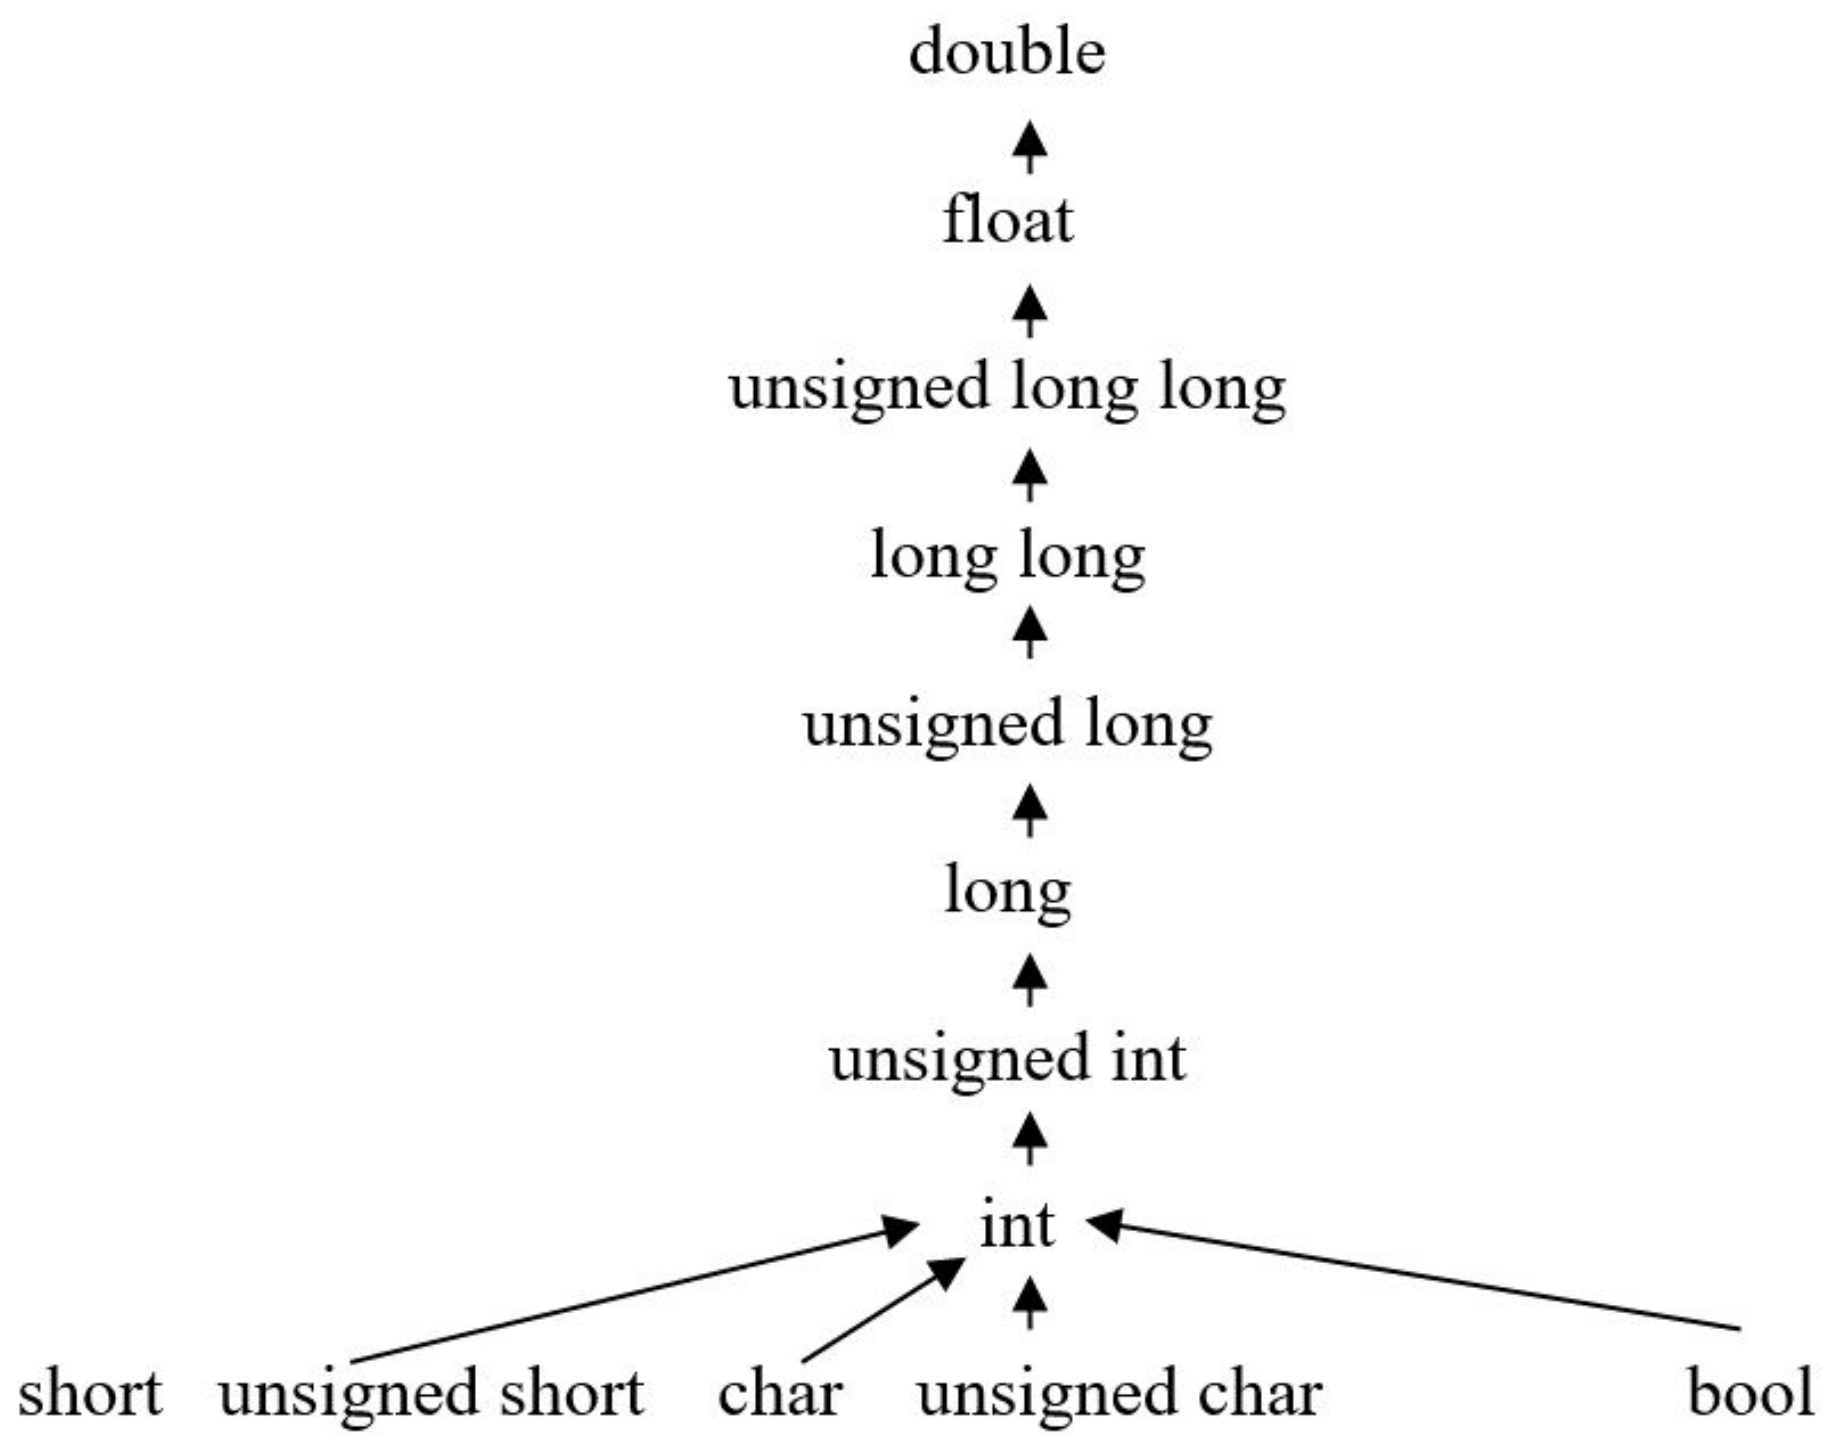 double
float
unsigned long long
long long
unsigned long
long
unsigned int
int
short unsigned short char unsigned char bool